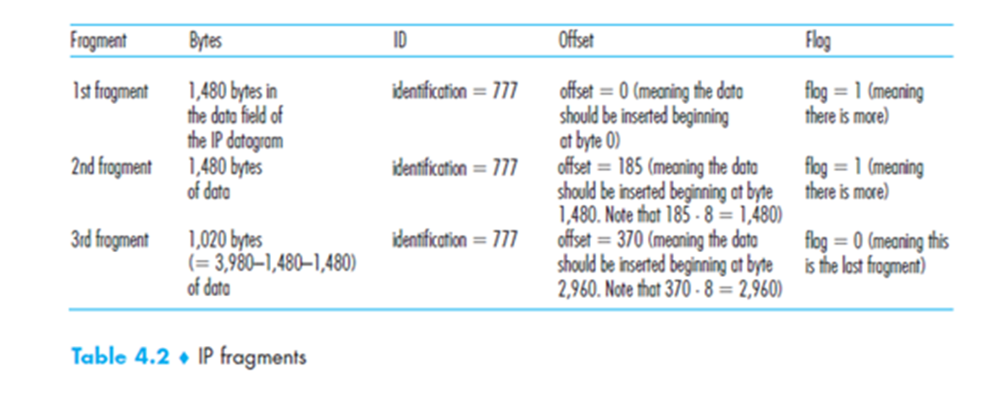 Fragment Bytes ID Offset Flag
1st fragment 1,480 bytes in identification = 777 offset = 0 (meaning the data flag = 1 (meaning
the data field of should be inserted beginning there is more)
the IP datagram at byte 0)
2nd fragment 1,480 bytes identification = 777 offset = 185 (meaning the data flag = 1 (meaning
of data should be inserted beginning at byte there is more)
1,480. Note that 185 · 8 = 1,480)
3rd fragment 1,020 bytes identification = 777 offset = 370 (meaning the data flag = 0 (meaning this
(= 3,980–1,480–1,480) should be inserted beginning at byte is the last fragment)
of data 2,960. Note that 370 · 8 = 2,960)
Table 4.2 ♦ IP fragments